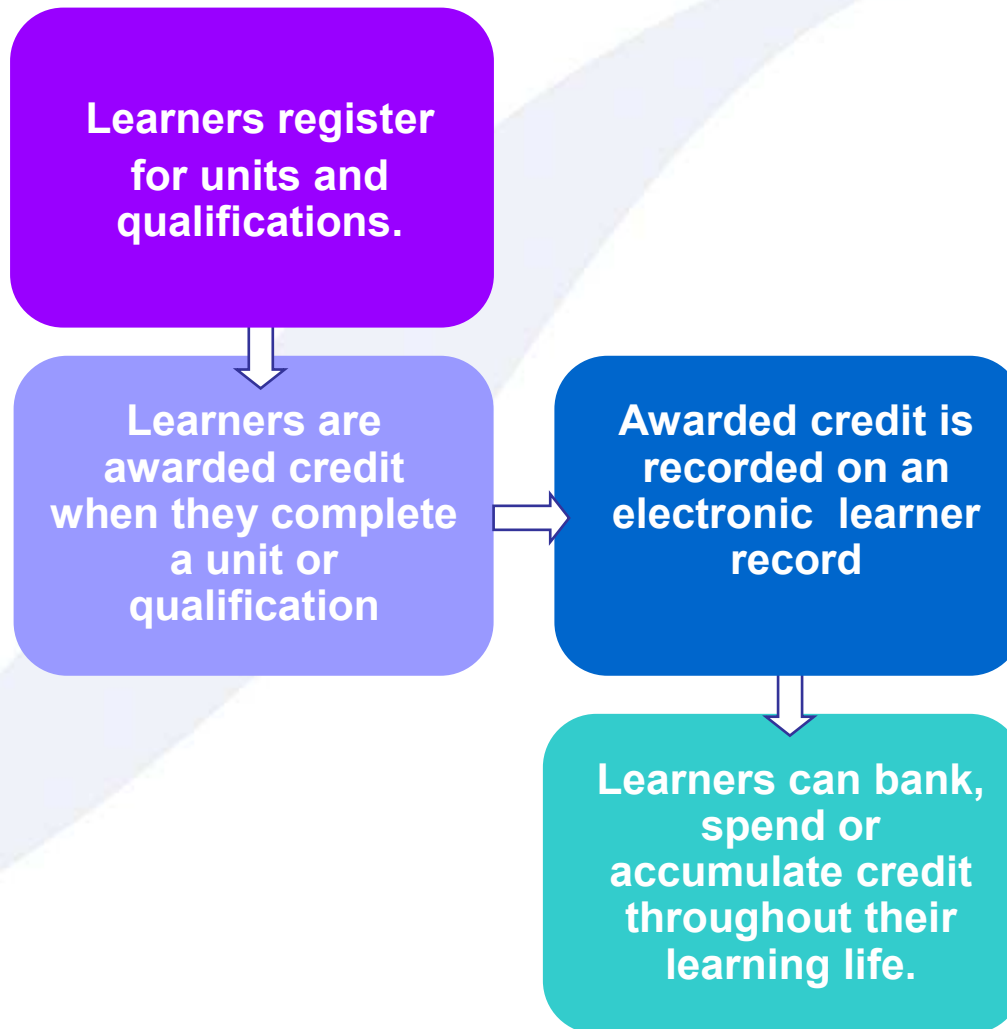 Learners register
for units and
qualifications.
Learners are
awarded credit
when they complete
a unit or
qualification
Awarded credit is
recorded on an
electronic  learner
record
Learners can bank,
spend or
accumulate credit
throughout their
learning life.